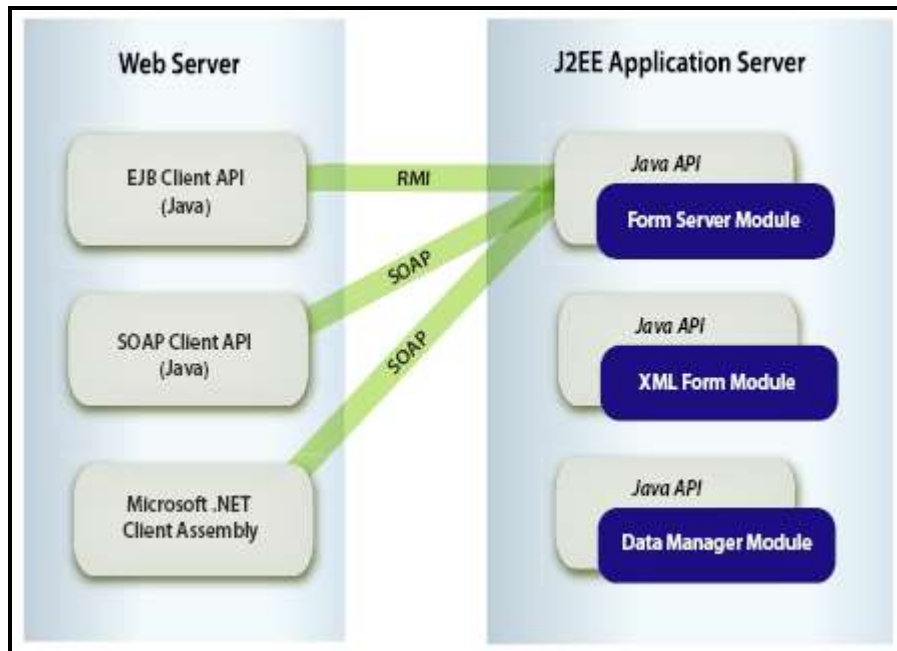 Web Server
J2EE Application Server
EJB Client API
(Java)
RMI
Java API
Form Server Module
SOAP
SOAP Client API
(Java)
SOAP
Java API
XML Form Module
Microsoft .NET
Client Assembly
Java API
Data Manager Module